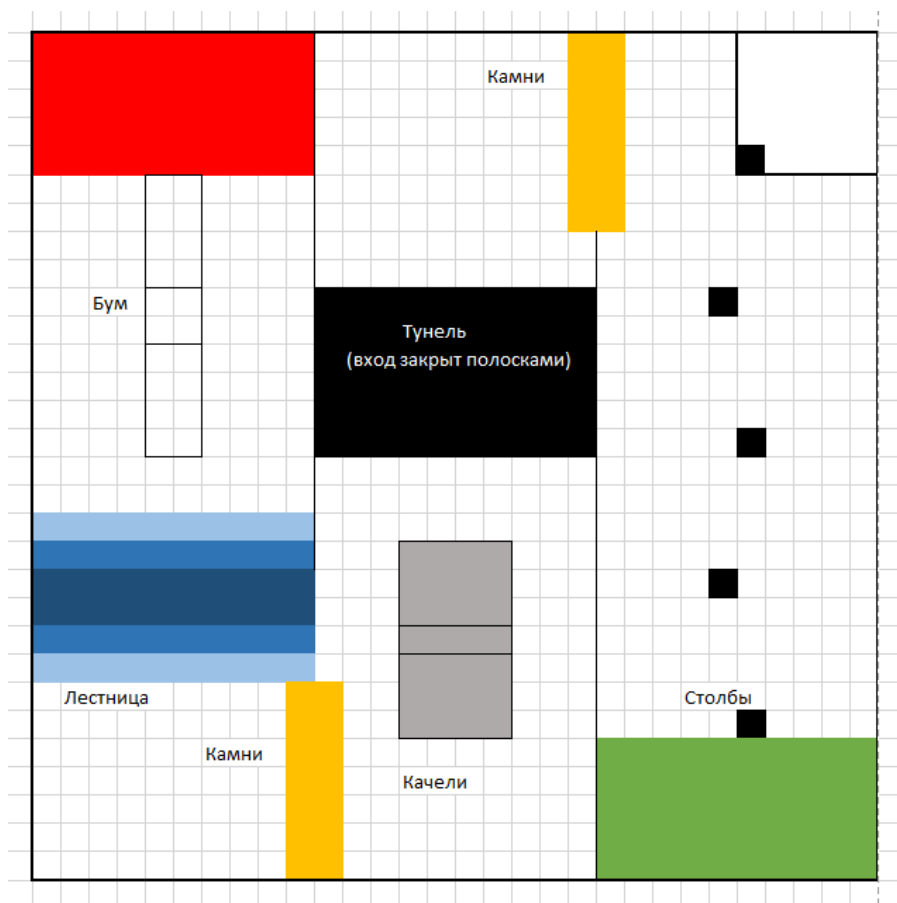 Камни
Бум
Тунель
(вход закрыт полосками)
Лестница
Столбы
Камни
Качели